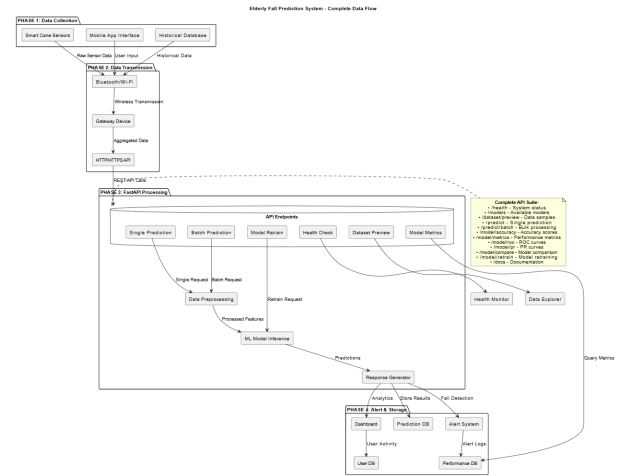 Elderly Fall Prediction System - Complete Data Flow
PHASE 1: Data Collection
Smart Cane Sensors
Mobile App Interface
Historical Database
Raw Sensor Data
User Input
Historical Data
PHASE 2: Data Transmission
Bluetooth/Wi-Fi
Wireless Transmission
Gateway Device
Aggregated Data
HTTP/HTTPS API
REST API Calls
PHASE 3: FastAPI Processing
Complete API Suite:
• /health - System status
• /models - Available models
• /dataset/preview - Data samples
• /predict - Single prediction
• /predict/batch - Bulk processing
• /model/accuracy - Accuracy scores
• /model/metrics - Performance metrics
• /model/roc - ROC curves
• /model/pr - PR curves
• /model/compare - Model comparison
• /model/retrain - Model retraining
• /docs - Documentation
API Endpoints
Single Prediction
Batch Prediction
Model Retrain
Health Check
Dataset Preview
Model Metrics
Single Request
Batch Request
Data Preprocessing
Retrain Request
Health Monitor
Data Explorer
Processed Features
ML Model Inference
Predictions
Query Metrics
Response Generator
Analytics
Store Results
Fall Detection
PHASE 4: Alert & Storage
Dashboard
Prediction DB
Alert System
User Activity
Alert Logs
User DB
Performance DB